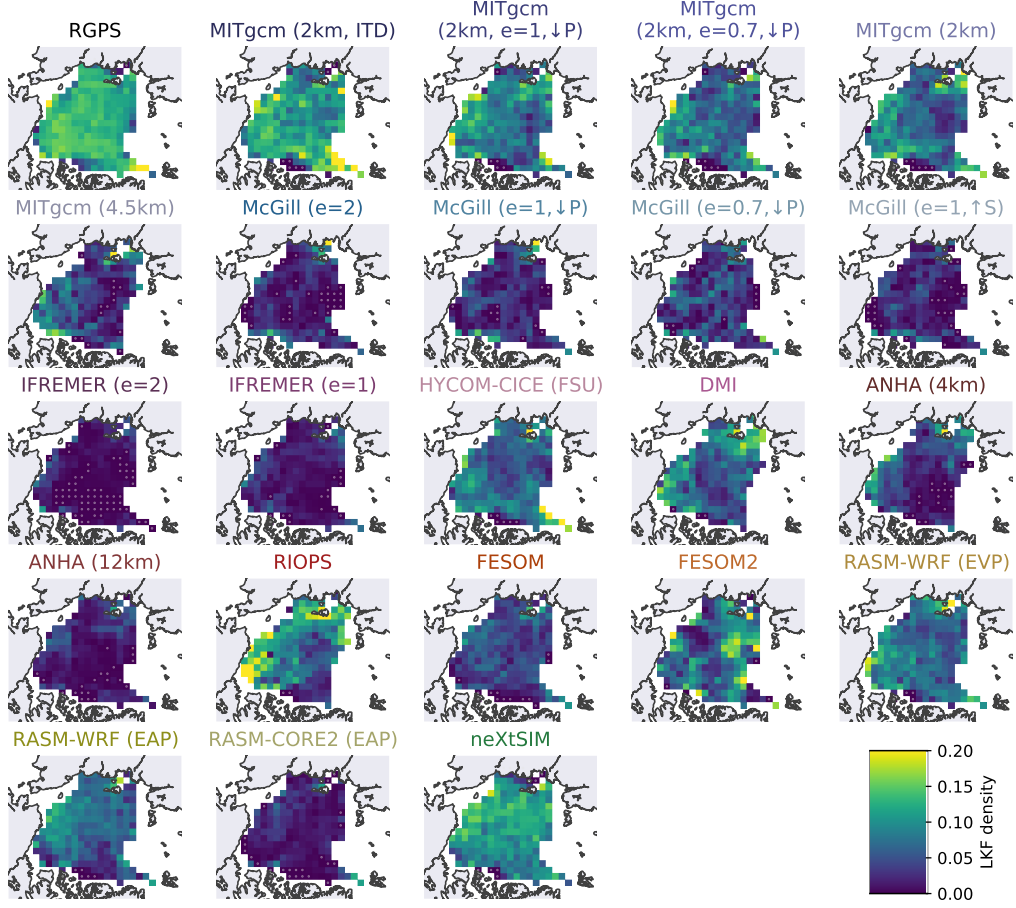 RGPS
MITgcm (2km, ITD)
MITgcm
(2km, e=1,↓P)
MITgcm
(2km, e=0.7,↓P)
MITgcm (2km)
MITgcm (4.5km)
McGill (e=2)
McGill (e=1,↓P)
McGill (e=0.7,↓P)
McGill (e=1,↑S)
IFREMER (e=2)
IFREMER (e=1)
HYCOM-CICE (FSU)
DMI
ANHA (4km)
ANHA (12km)
RIOPS
FESOM
FESOM2
RASM-WRF (EVP)
RASM-WRF (EAP)
RASM-CORE2 (EAP)
neXtSIM
0.20
0.15
0.10
0.05
0.00
LKF density